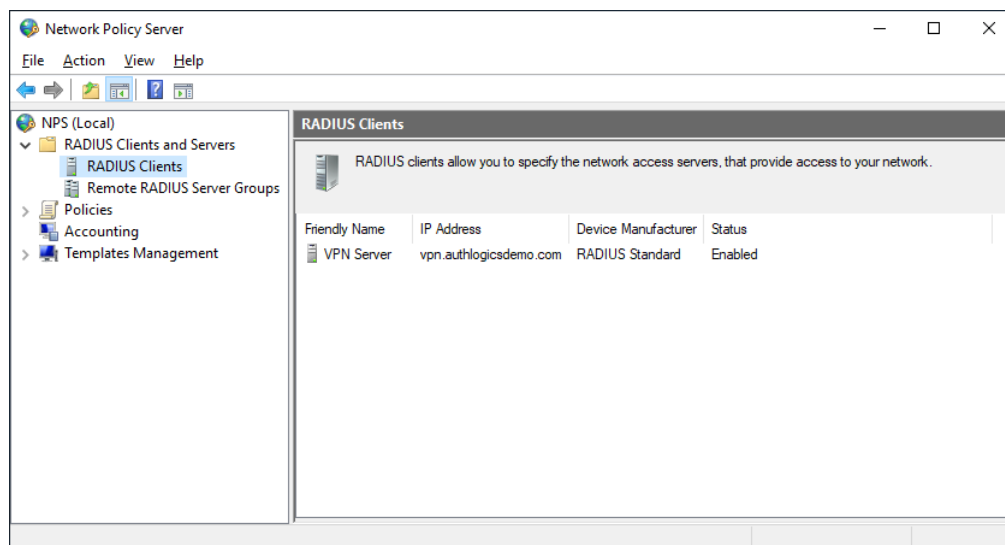 Network Policy Server
File Action View Help
NPS (Local)
RADIUS Clients and Servers
RADIUS Clients
Remote RADIUS Server Groups
Policies
Accounting
Templates Management
RADIUS Clients
RADIUS clients allow you to specify the network access servers, that provide access to your network.
Friendly Name IP Address Device Manufacturer Status
VPN Server vpn.authlogicsdemo.com RADIUS Standard Enabled